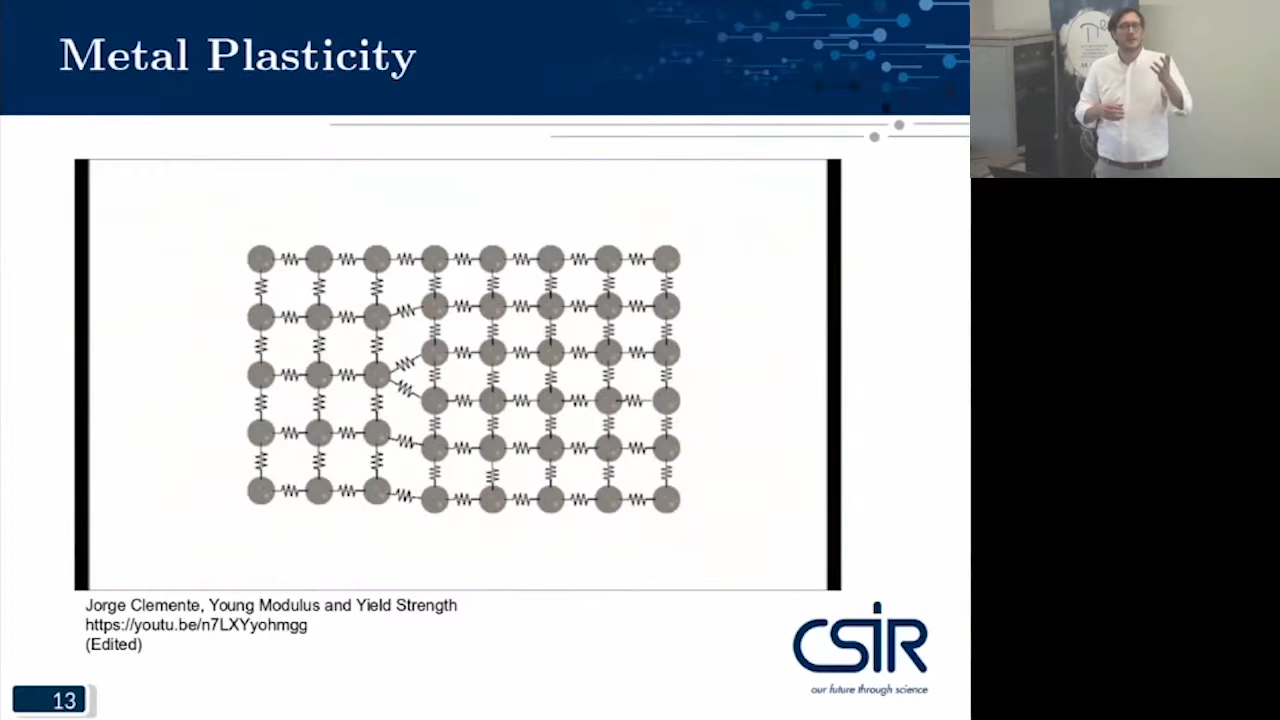 Metal Plasticity
Jorge Clemente, Young Modulus and Yield Strength
https://youtu.be/n7LXYyohmgg
(Edited)
CSIR
our future through science
13